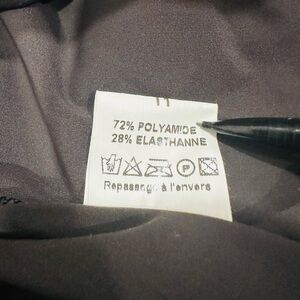 72% POLYAMIDE
28% ELASTHANNE
P
Repassage à l'envers